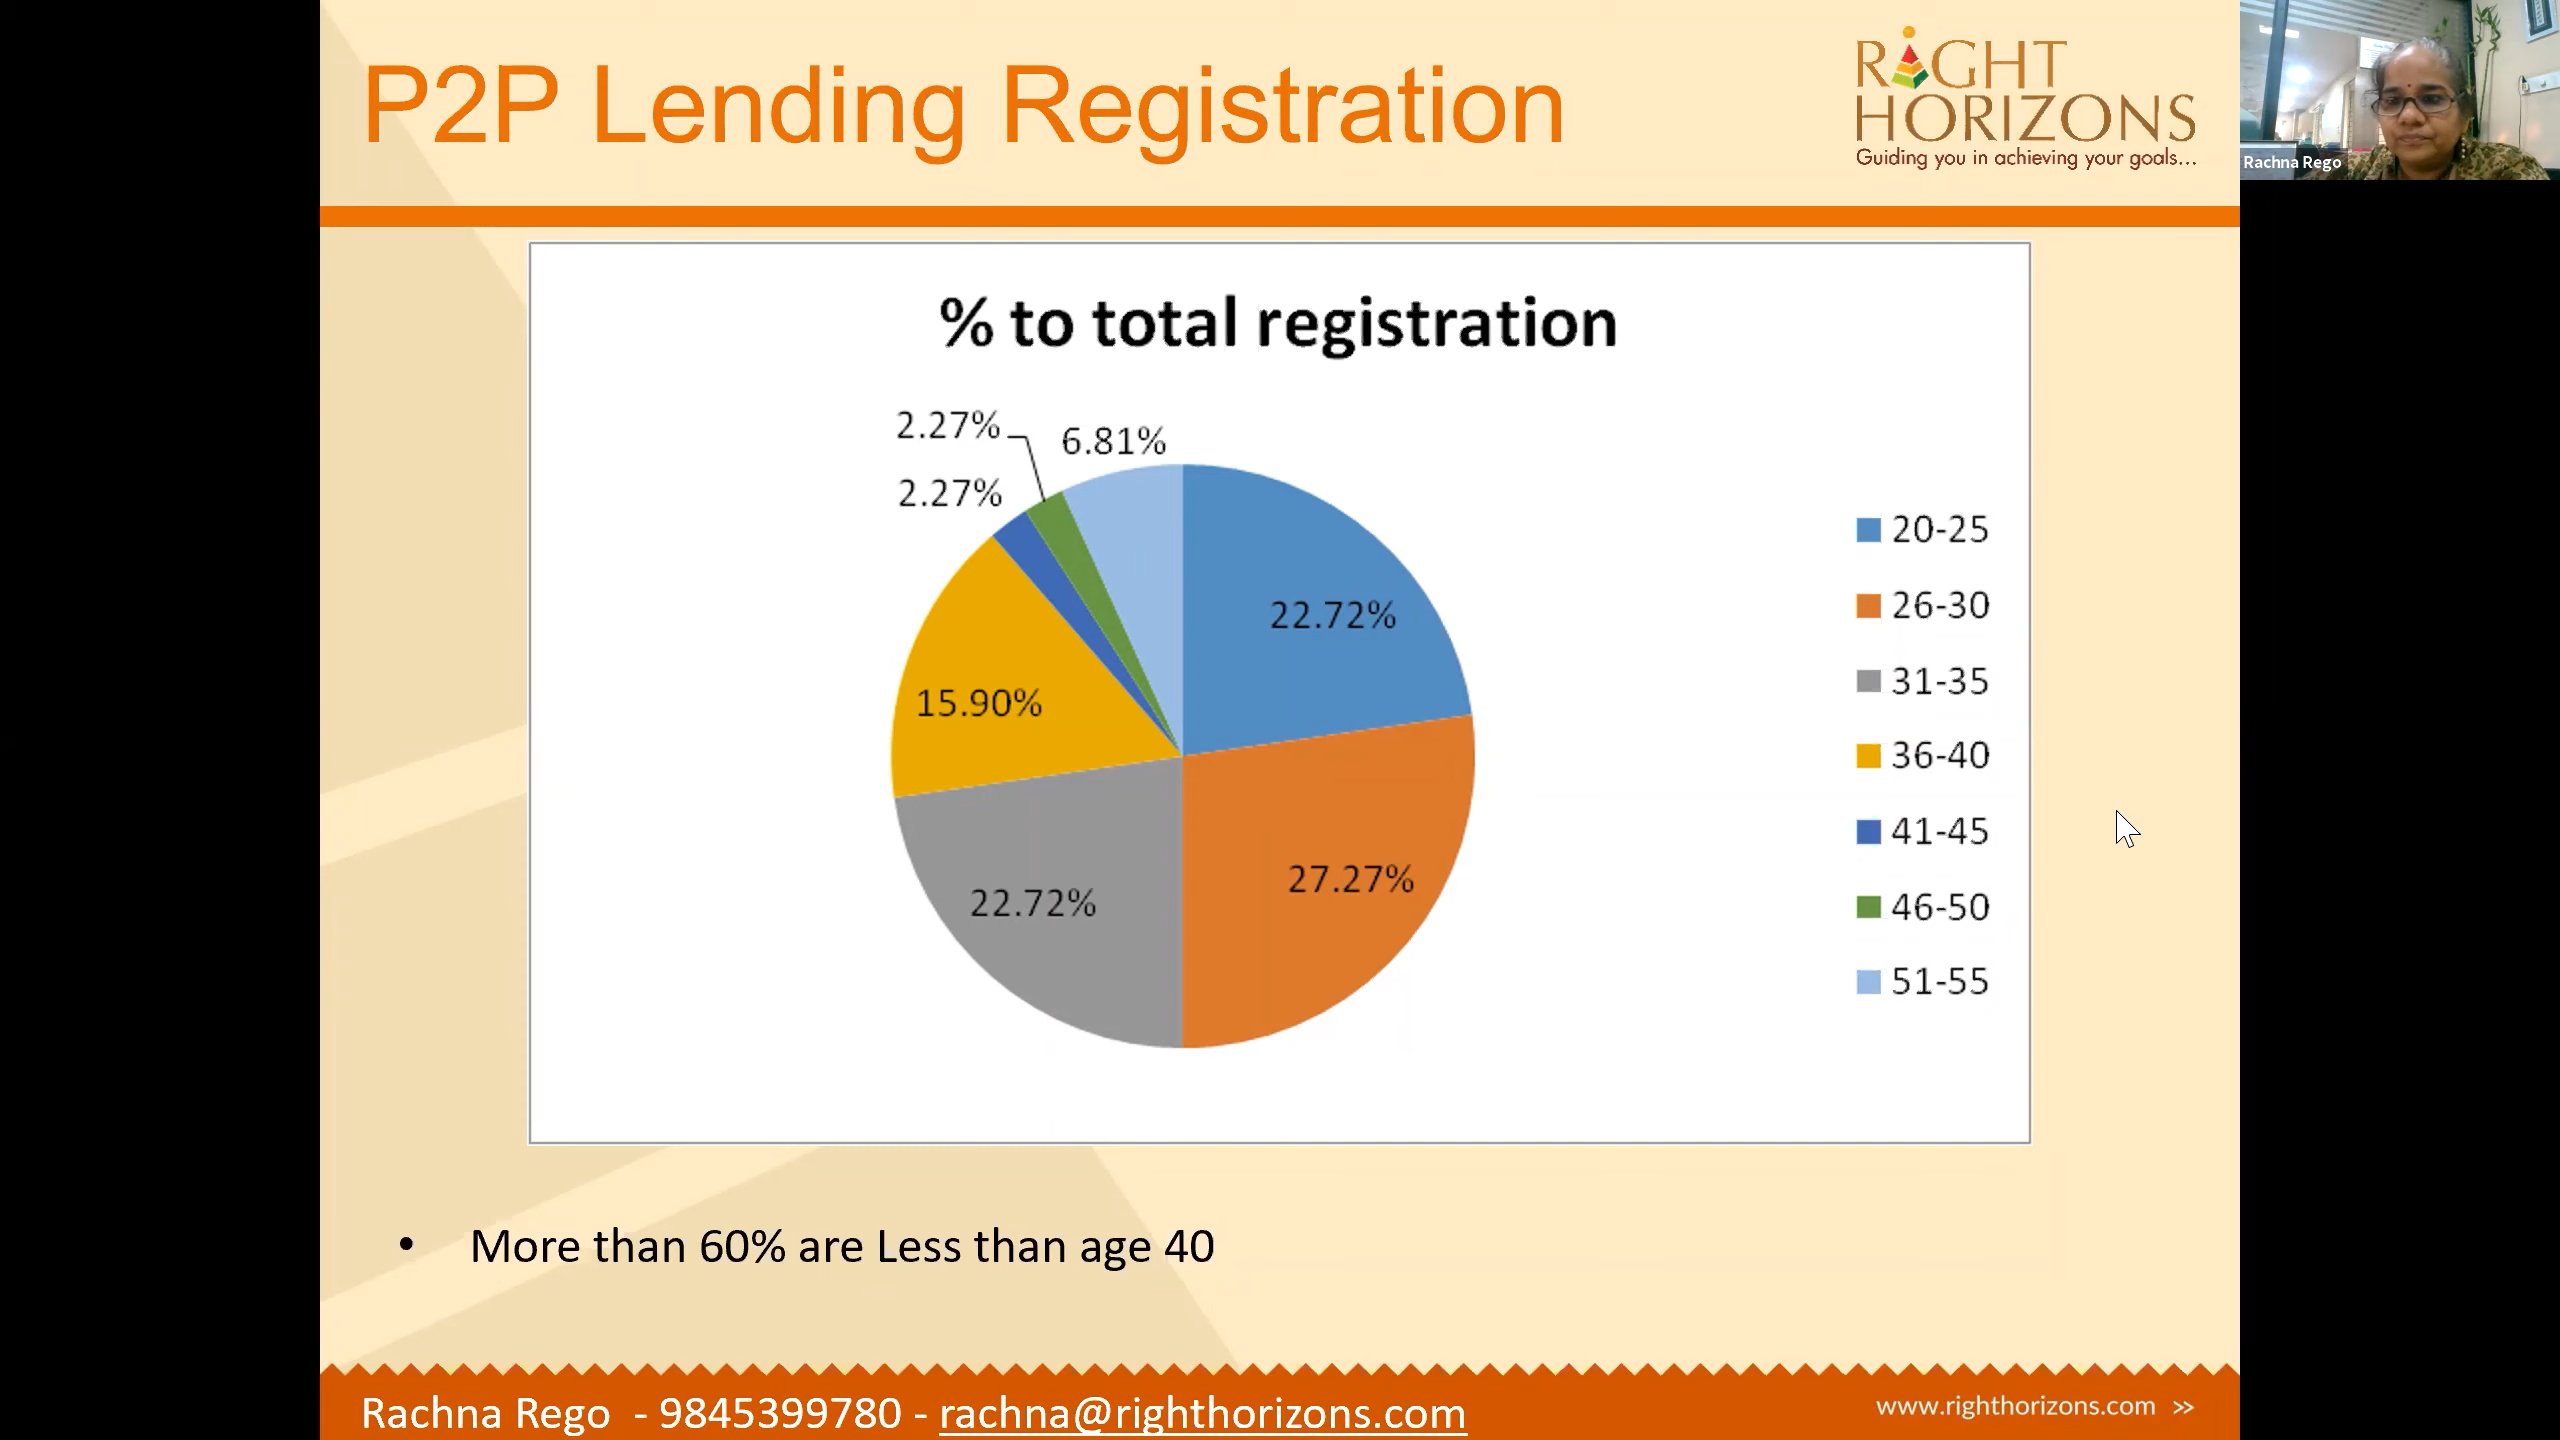 P2P Lending Registration
RIGHT
HORIZONS
Guiding you in achieving your goals...
Rachna Rego
% to total registration
2.27%
6.81%
2.27%
22.72%
15.90%
27.27%
22.72%
20-25
26-30
31-35
36-40
41-45
46-50
51-55
• More than 60% are Less than age 40
Rachna Rego - 9845399780 - rachna@righthorizons.com
www.righthorizons.com >>